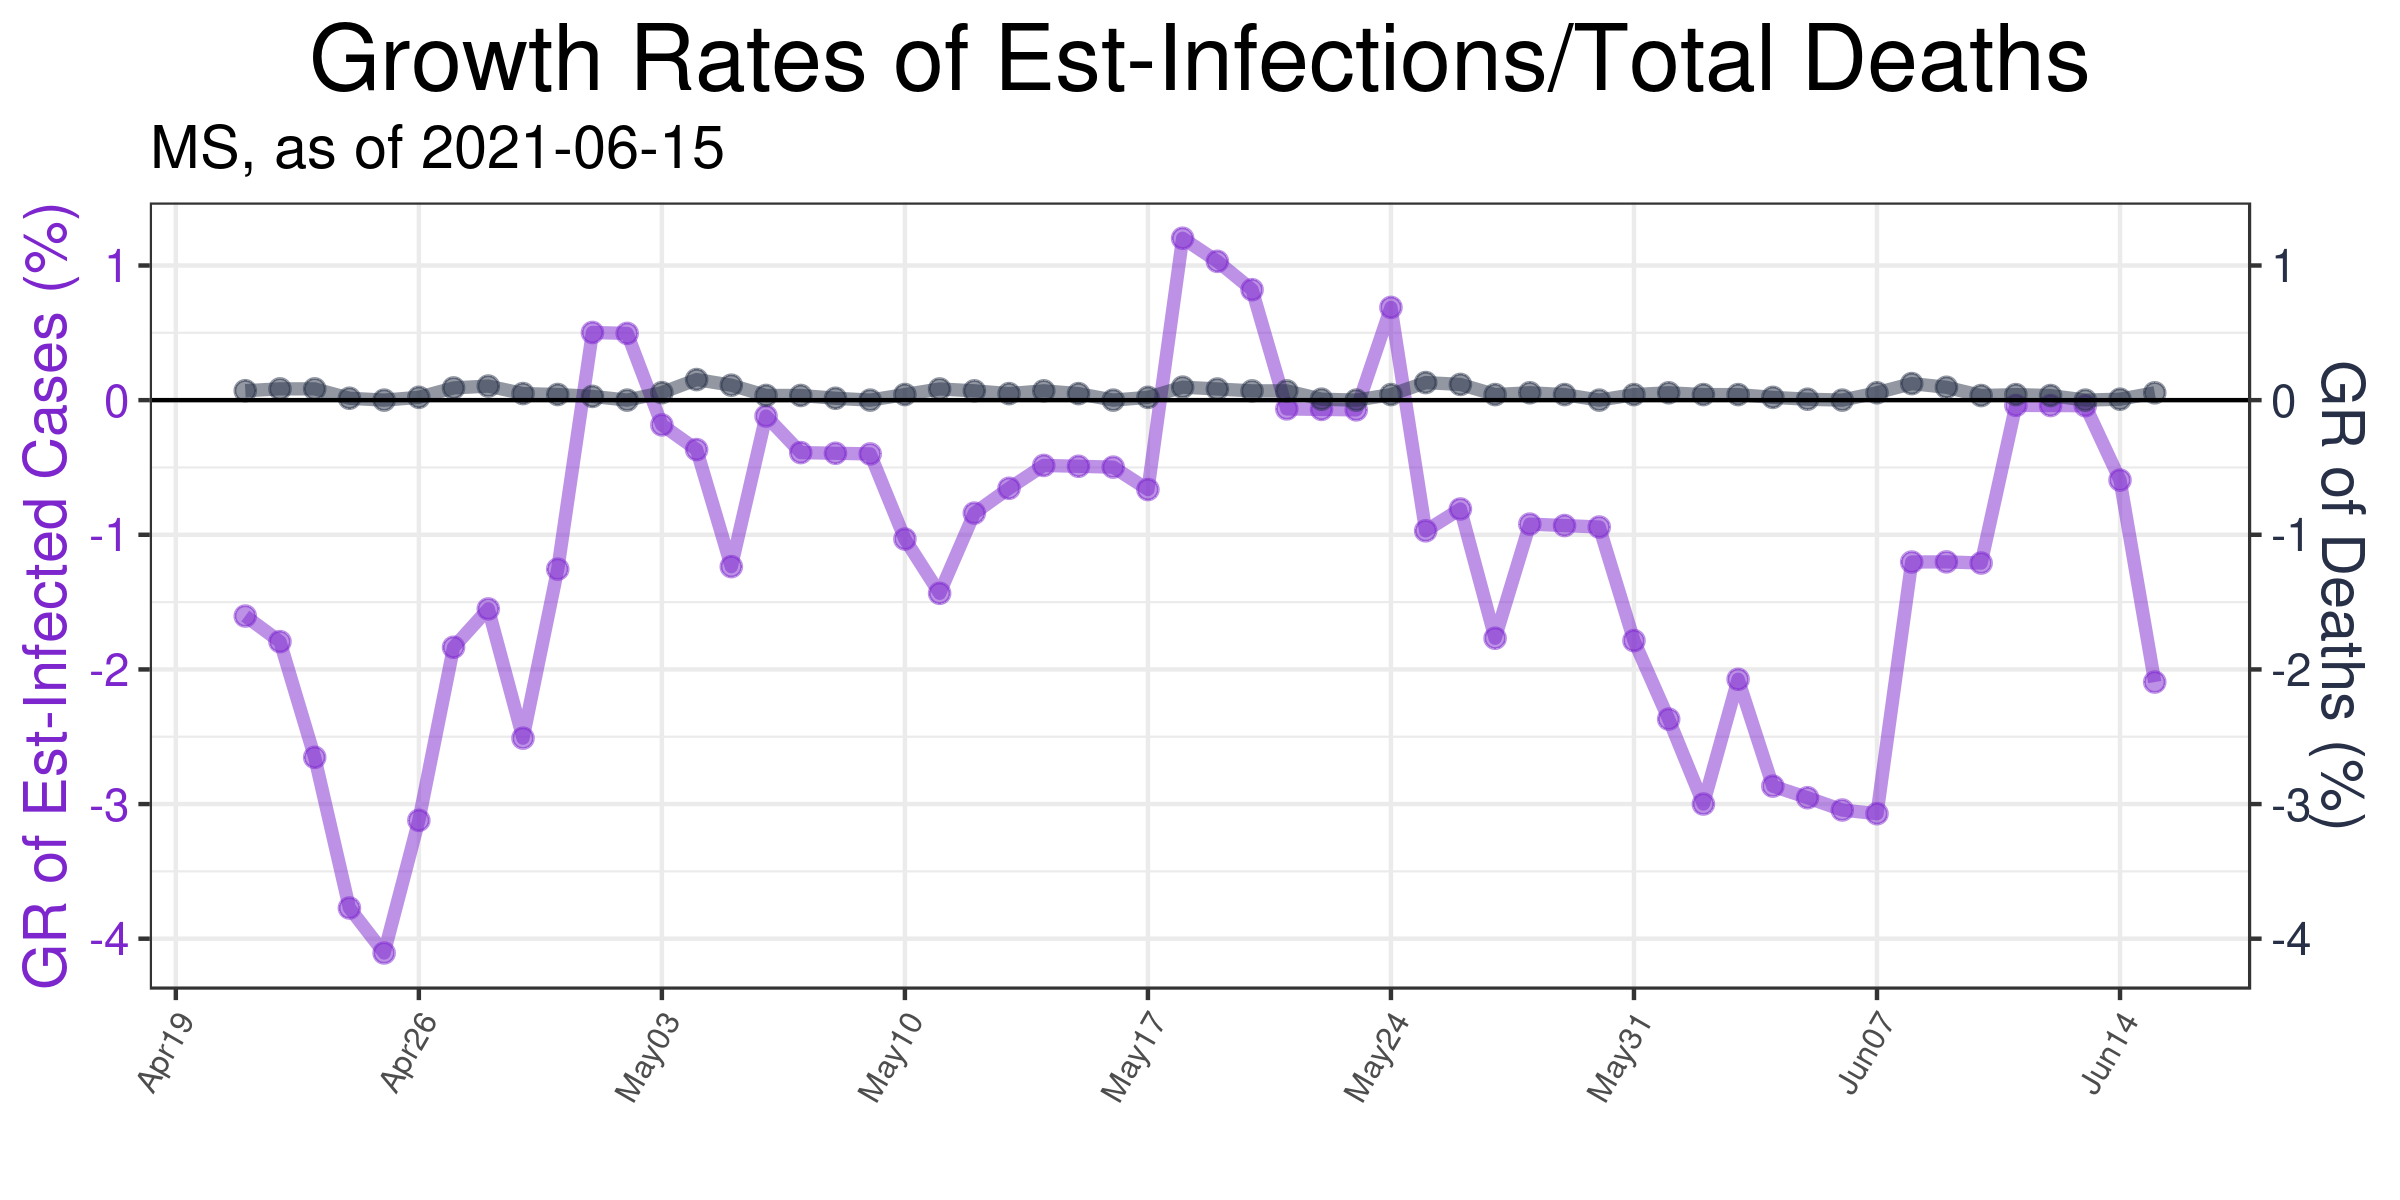 Growth Rates of Est-Infections/Total Deaths
MS, as of 2021-06-15
GR of Est-Infected Cases (%)
1
0
-1
-2
-3
-4
1
0
-1
-2
-3
-4
GR of Deaths (%)
Apr19
Apr26
May03
May10
May17
May24
May31
Jun07
Jun14